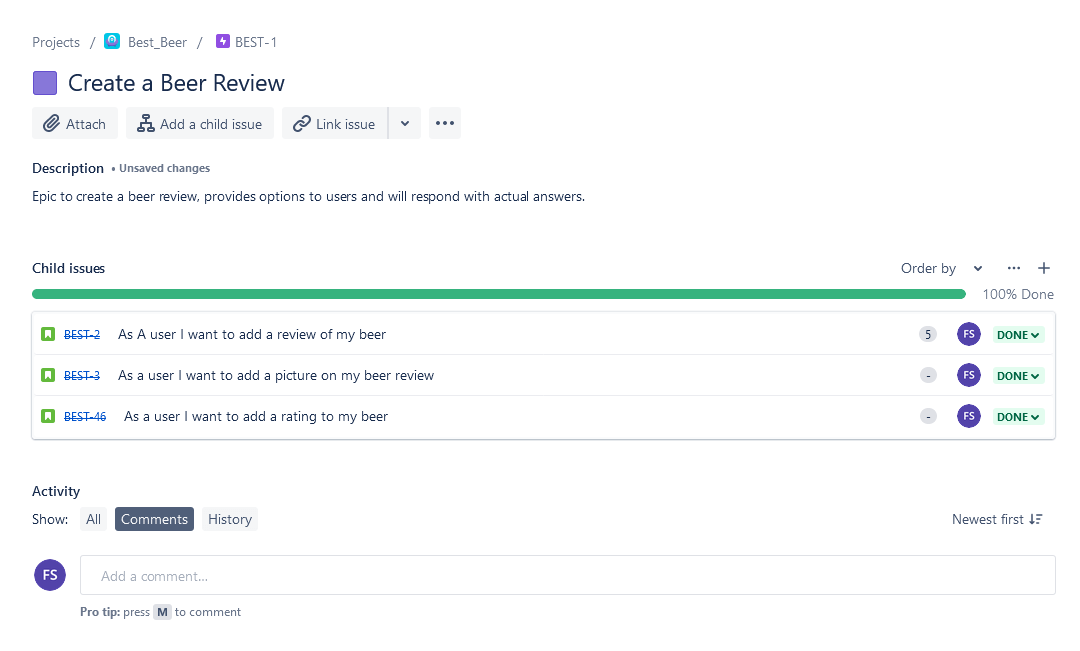 Projects / Best_Beer / BEST-1
Create a Beer Review
Attach Add a child issue Link issue
Description • Unsaved changes
Epic to create a beer review, provides options to users and will respond with actual answers.
Child issues Order by
100% Done
BEST-2 As A user I want to add a review of my beer 5 FS DONE
BEST-3 As a user I want to add a picture on my beer review - FS DONE
BEST-46 As a user I want to add a rating to my beer - FS DONE
Activity
Show: All Comments History Newest first
FS Add a comment...
Pro tip: press M to comment